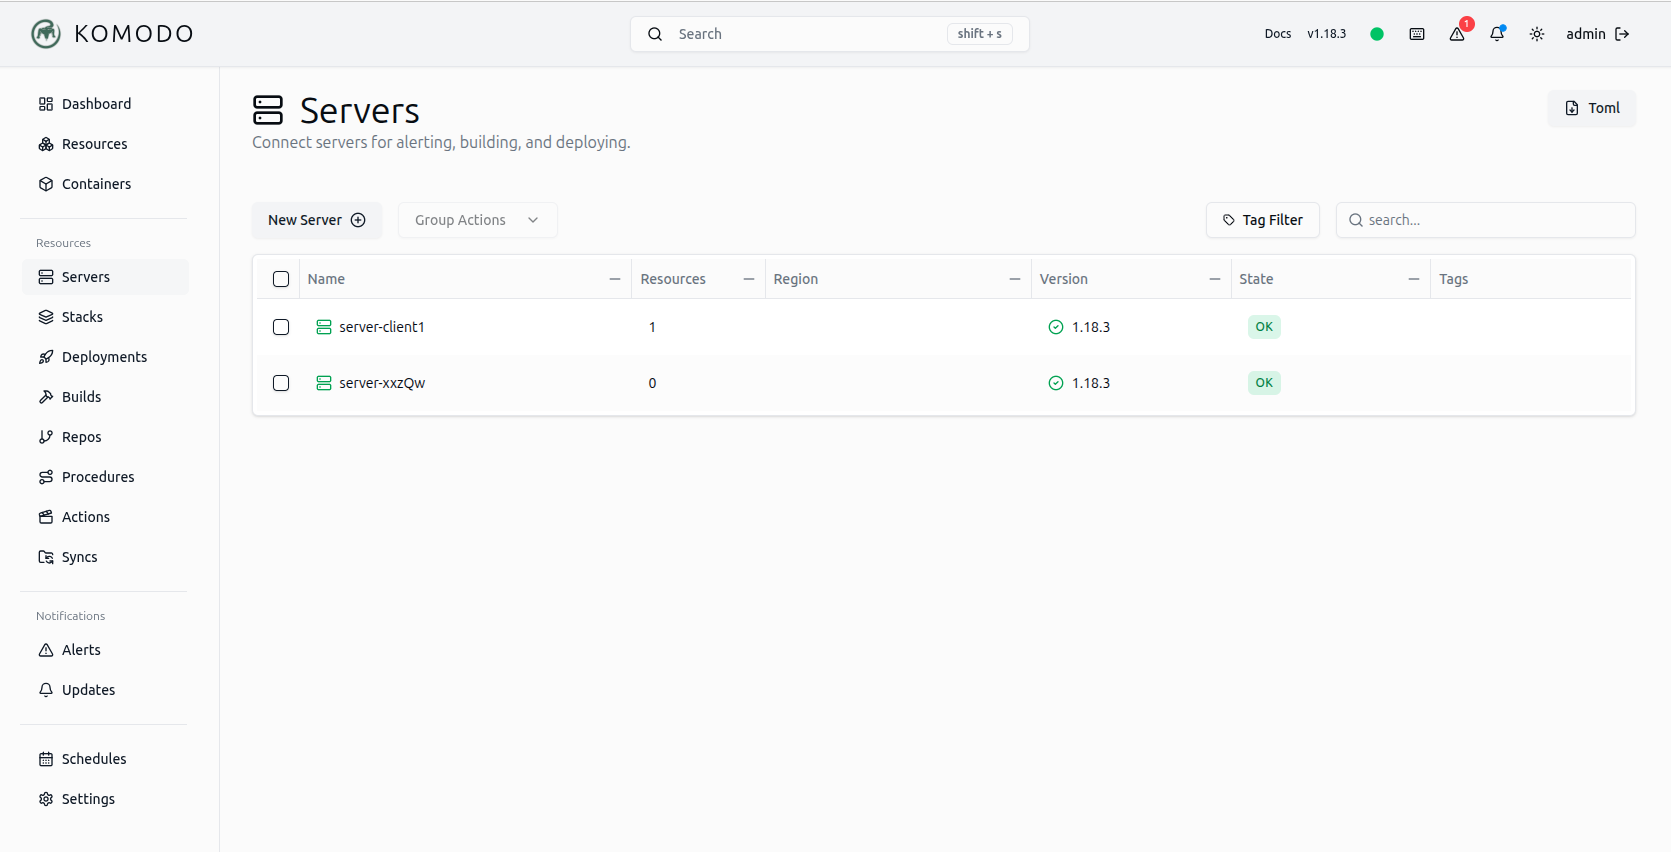 KOMODO
Search
shift + s
Docs
v1.18.3
1
admin
Dashboard
Resources
Containers
Resources
Servers
Stacks
Deployments
Builds
Repos
Procedures
Actions
Syncs
Notifications
Alerts
Updates
Schedules
Settings
Servers
Toml
Connect servers for alerting, building, and deploying.
New Server
Group Actions
Tag Filter
search...
Name Resources Region Version State Tags
server-client1 1 1.18.3 OK
server-xxzQw 0 1.18.3 OK